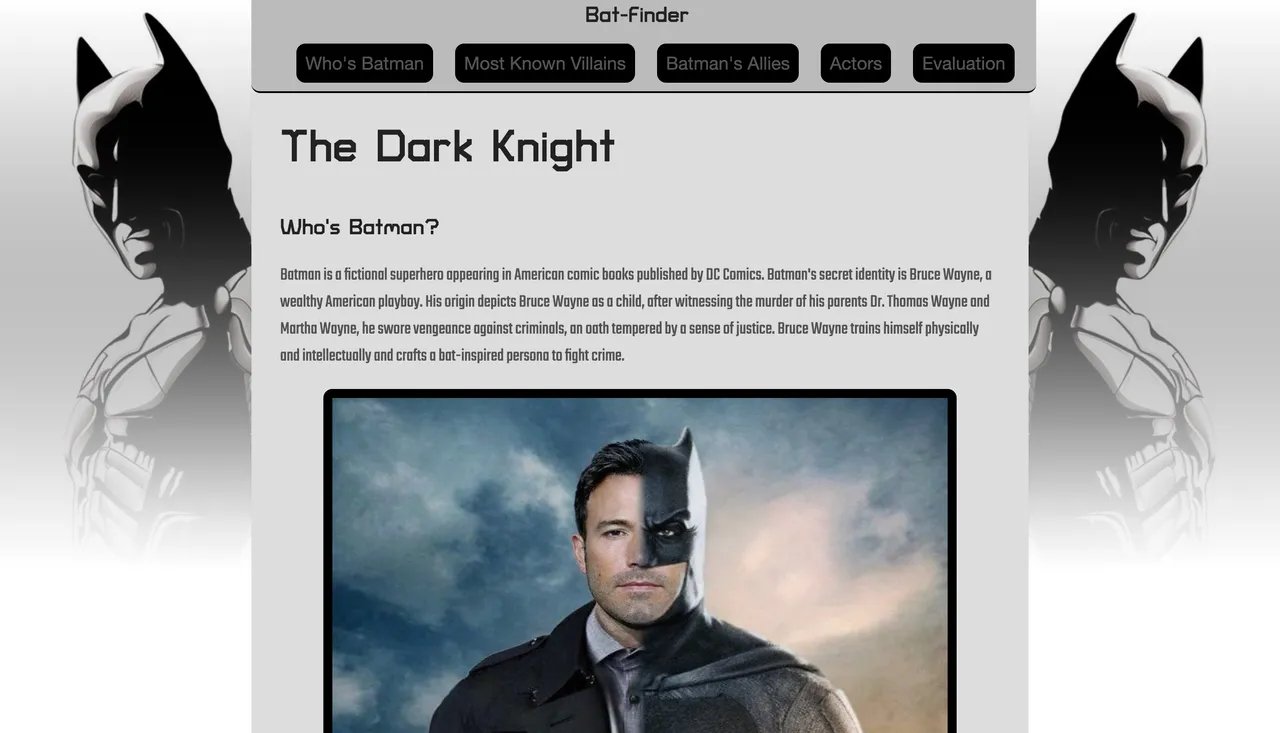 Bat-Finder
Who's Batman
Most Known Villains
Batman's Allies
Actors
Evaluation
The Dark Knight
Who's Batman?
Batman is a fictional superhero appearing in American comic books published by DC Comics. Batman's secret identity is Bruce Wayne, a
wealthy American playboy. His origin depicts Bruce Wayne as a child, after witnessing the murder of his parents Dr. Thomas Wayne and
Martha Wayne, he swore vengeance against criminals, an oath tempered by a sense of justice. Bruce Wayne trains himself physically
and intellectually and crafts a bat-inspired persona to fight crime.